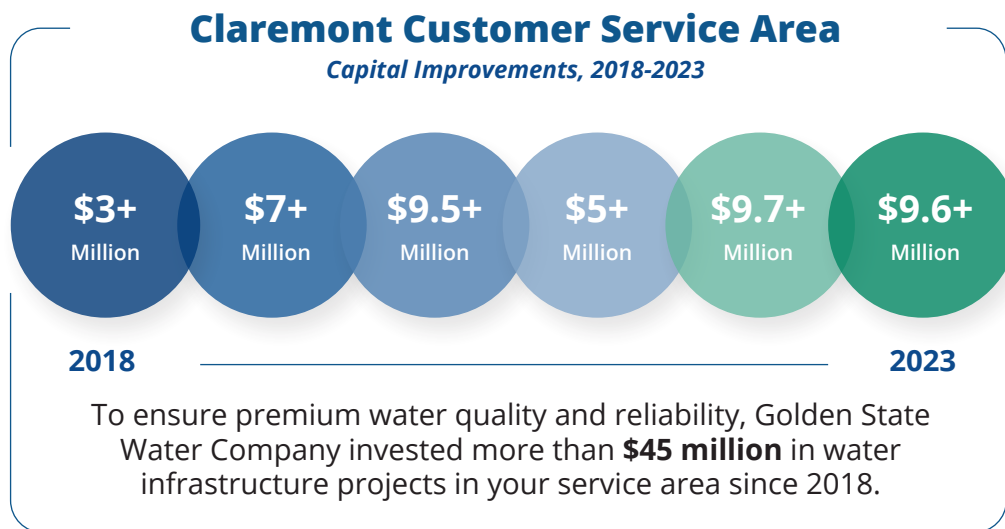 Claremont Customer Service Area
Capital Improvements, 2018-2023
$3+ $7+ $9.5+ $5+ $9.7+ $9.6+
Million Million Million Million Million Million
2018 2023
To ensure premium water quality and reliability, Golden State
Water Company invested more than $45 million in water
infrastructure projects in your service area since 2018.